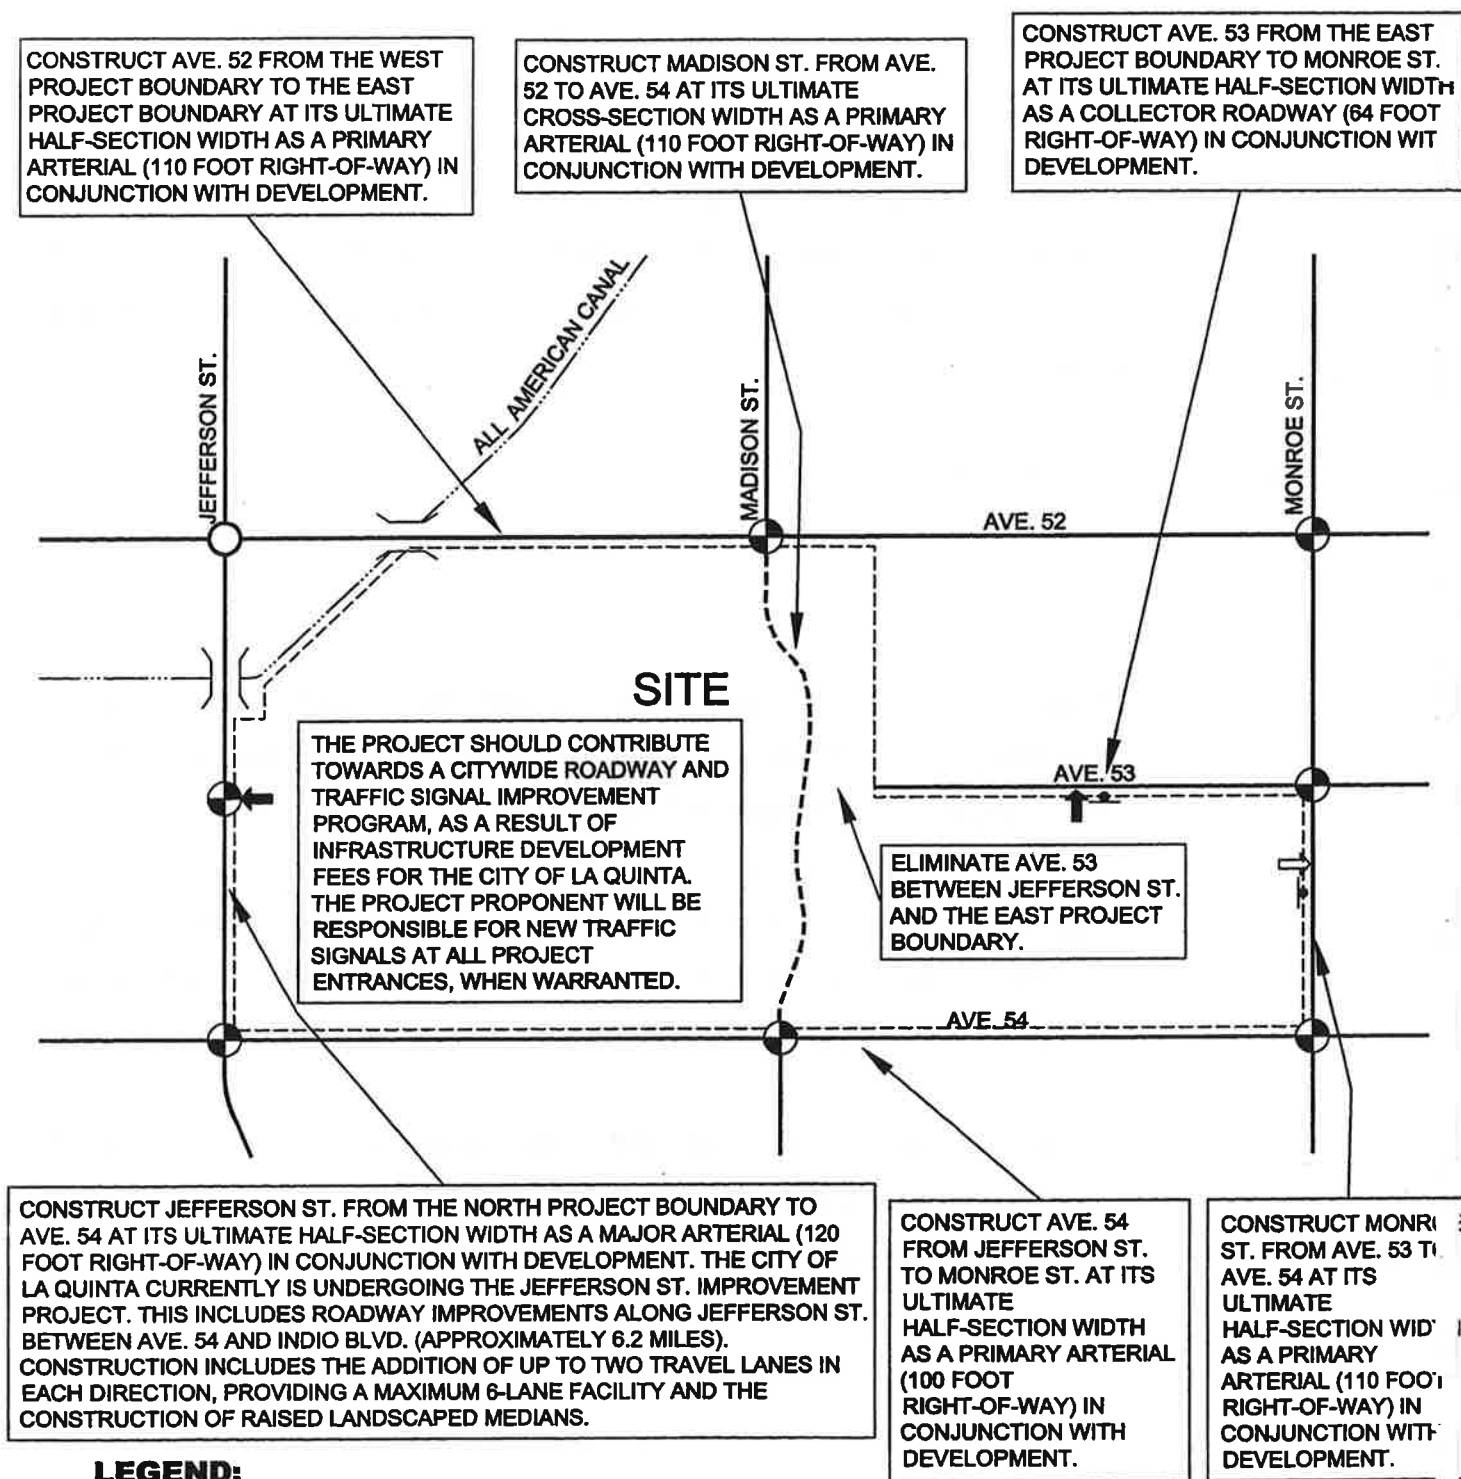 CONSTRUCT AVE. 52 FROM THE WEST
PROJECT BOUNDARY TO THE EAST
PROJECT BOUNDARY AT ITS ULTIMATE
HALF-SECTION WIDTH AS A PRIMARY
ARTERIAL (110 FOOT RIGHT-OF-WAY) IN
CONJUNCTION WITH DEVELOPMENT.
CONSTRUCT MADISON ST. FROM AVE.
52 TO AVE. 54 AT ITS ULTIMATE
CROSS-SECTION WIDTH AS A PRIMARY
ARTERIAL (110 FOOT RIGHT-OF-WAY) IN
CONJUNCTION WITH DEVELOPMENT.
CONSTRUCT AVE. 53 FROM THE EAST
PROJECT BOUNDARY TO MONROE ST.
AT ITS ULTIMATE HALF-SECTION WIDTH
AS A COLLECTOR ROADWAY (64 FOOT
RIGHT-OF-WAY) IN CONJUNCTION WIT
DEVELOPMENT.
JEFFERSON ST.
ALL AMERICAN CANAL
MADISON ST.
MONROE ST.
AVE. 52
SITE
THE PROJECT SHOULD CONTRIBUTE
TOWARDS A CITYWIDE ROADWAY AND
TRAFFIC SIGNAL IMPROVEMENT
PROGRAM, AS A RESULT OF
INFRASTRUCTURE DEVELOPMENT
FEES FOR THE CITY OF LA QUINTA.
THE PROJECT PROPONENT WILL BE
RESPONSIBLE FOR NEW TRAFFIC
SIGNALS AT ALL PROJECT
ENTRANCES, WHEN WARRANTED.
AVE. 53
ELIMINATE AVE. 53
BETWEEN JEFFERSON ST.
AND THE EAST PROJECT
BOUNDARY.
AVE. 54
CONSTRUCT JEFFERSON ST. FROM THE NORTH PROJECT BOUNDARY TO
AVE. 54 AT ITS ULTIMATE HALF-SECTION WIDTH AS A MAJOR ARTERIAL (120
FOOT RIGHT-OF-WAY) IN CONJUNCTION WITH DEVELOPMENT. THE CITY OF
LA QUINTA CURRENTLY IS UNDERGOING THE JEFFERSON ST. IMPROVEMENT
PROJECT. THIS INCLUDES ROADWAY IMPROVEMENTS ALONG JEFFERSON ST.
BETWEEN AVE. 54 AND INDIO BLVD. (APPROXIMATELY 6.2 MILES).
CONSTRUCTION INCLUDES THE ADDITION OF UP TO TWO TRAVEL LANES IN
EACH DIRECTION, PROVIDING A MAXIMUM 6-LANE FACILITY AND THE
CONSTRUCTION OF RAISED LANDSCAPED MEDIANS.
CONSTRUCT AVE. 54
FROM JEFFERSON ST.
TO MONROE ST. AT ITS
ULTIMATE
HALF-SECTION WIDTH
AS A PRIMARY ARTERIAL
(100 FOOT
RIGHT-OF-WAY) IN
CONJUNCTION WITH
DEVELOPMENT.
CONSTRUCT
ST. FROM AVE. 53
AVE. 54 AT ITS
ULTIMATE
HALF-SECTION
AS A PRIMARY
ARTERIAL (110
RIGHT-OF-WAY) IN
CONJUNCTION WITH
DEVELOPMENT.
LEGEND: